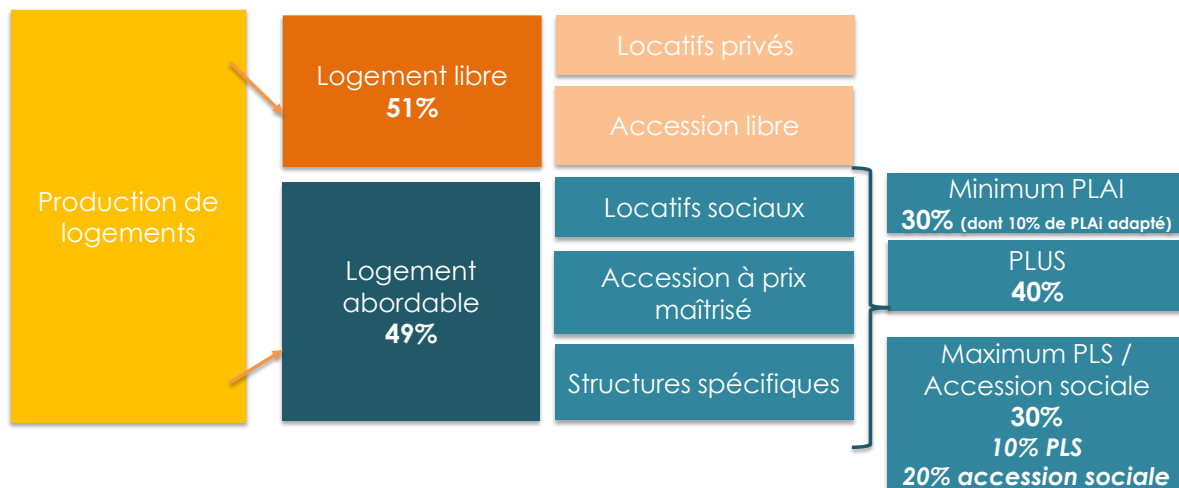 Production de
logements
Logement libre
51%
Locatifs privés
Accession libre
Logement
abordable
49%
Locatifs sociaux
Accession à prix
maîtrisé
Structures spécifiques
Minimum PLAI
30% (dont 10% de PLAi adapté)
PLUS
40%
Maximum PLS /
Accession sociale
30%
10% PLS
20% accession sociale